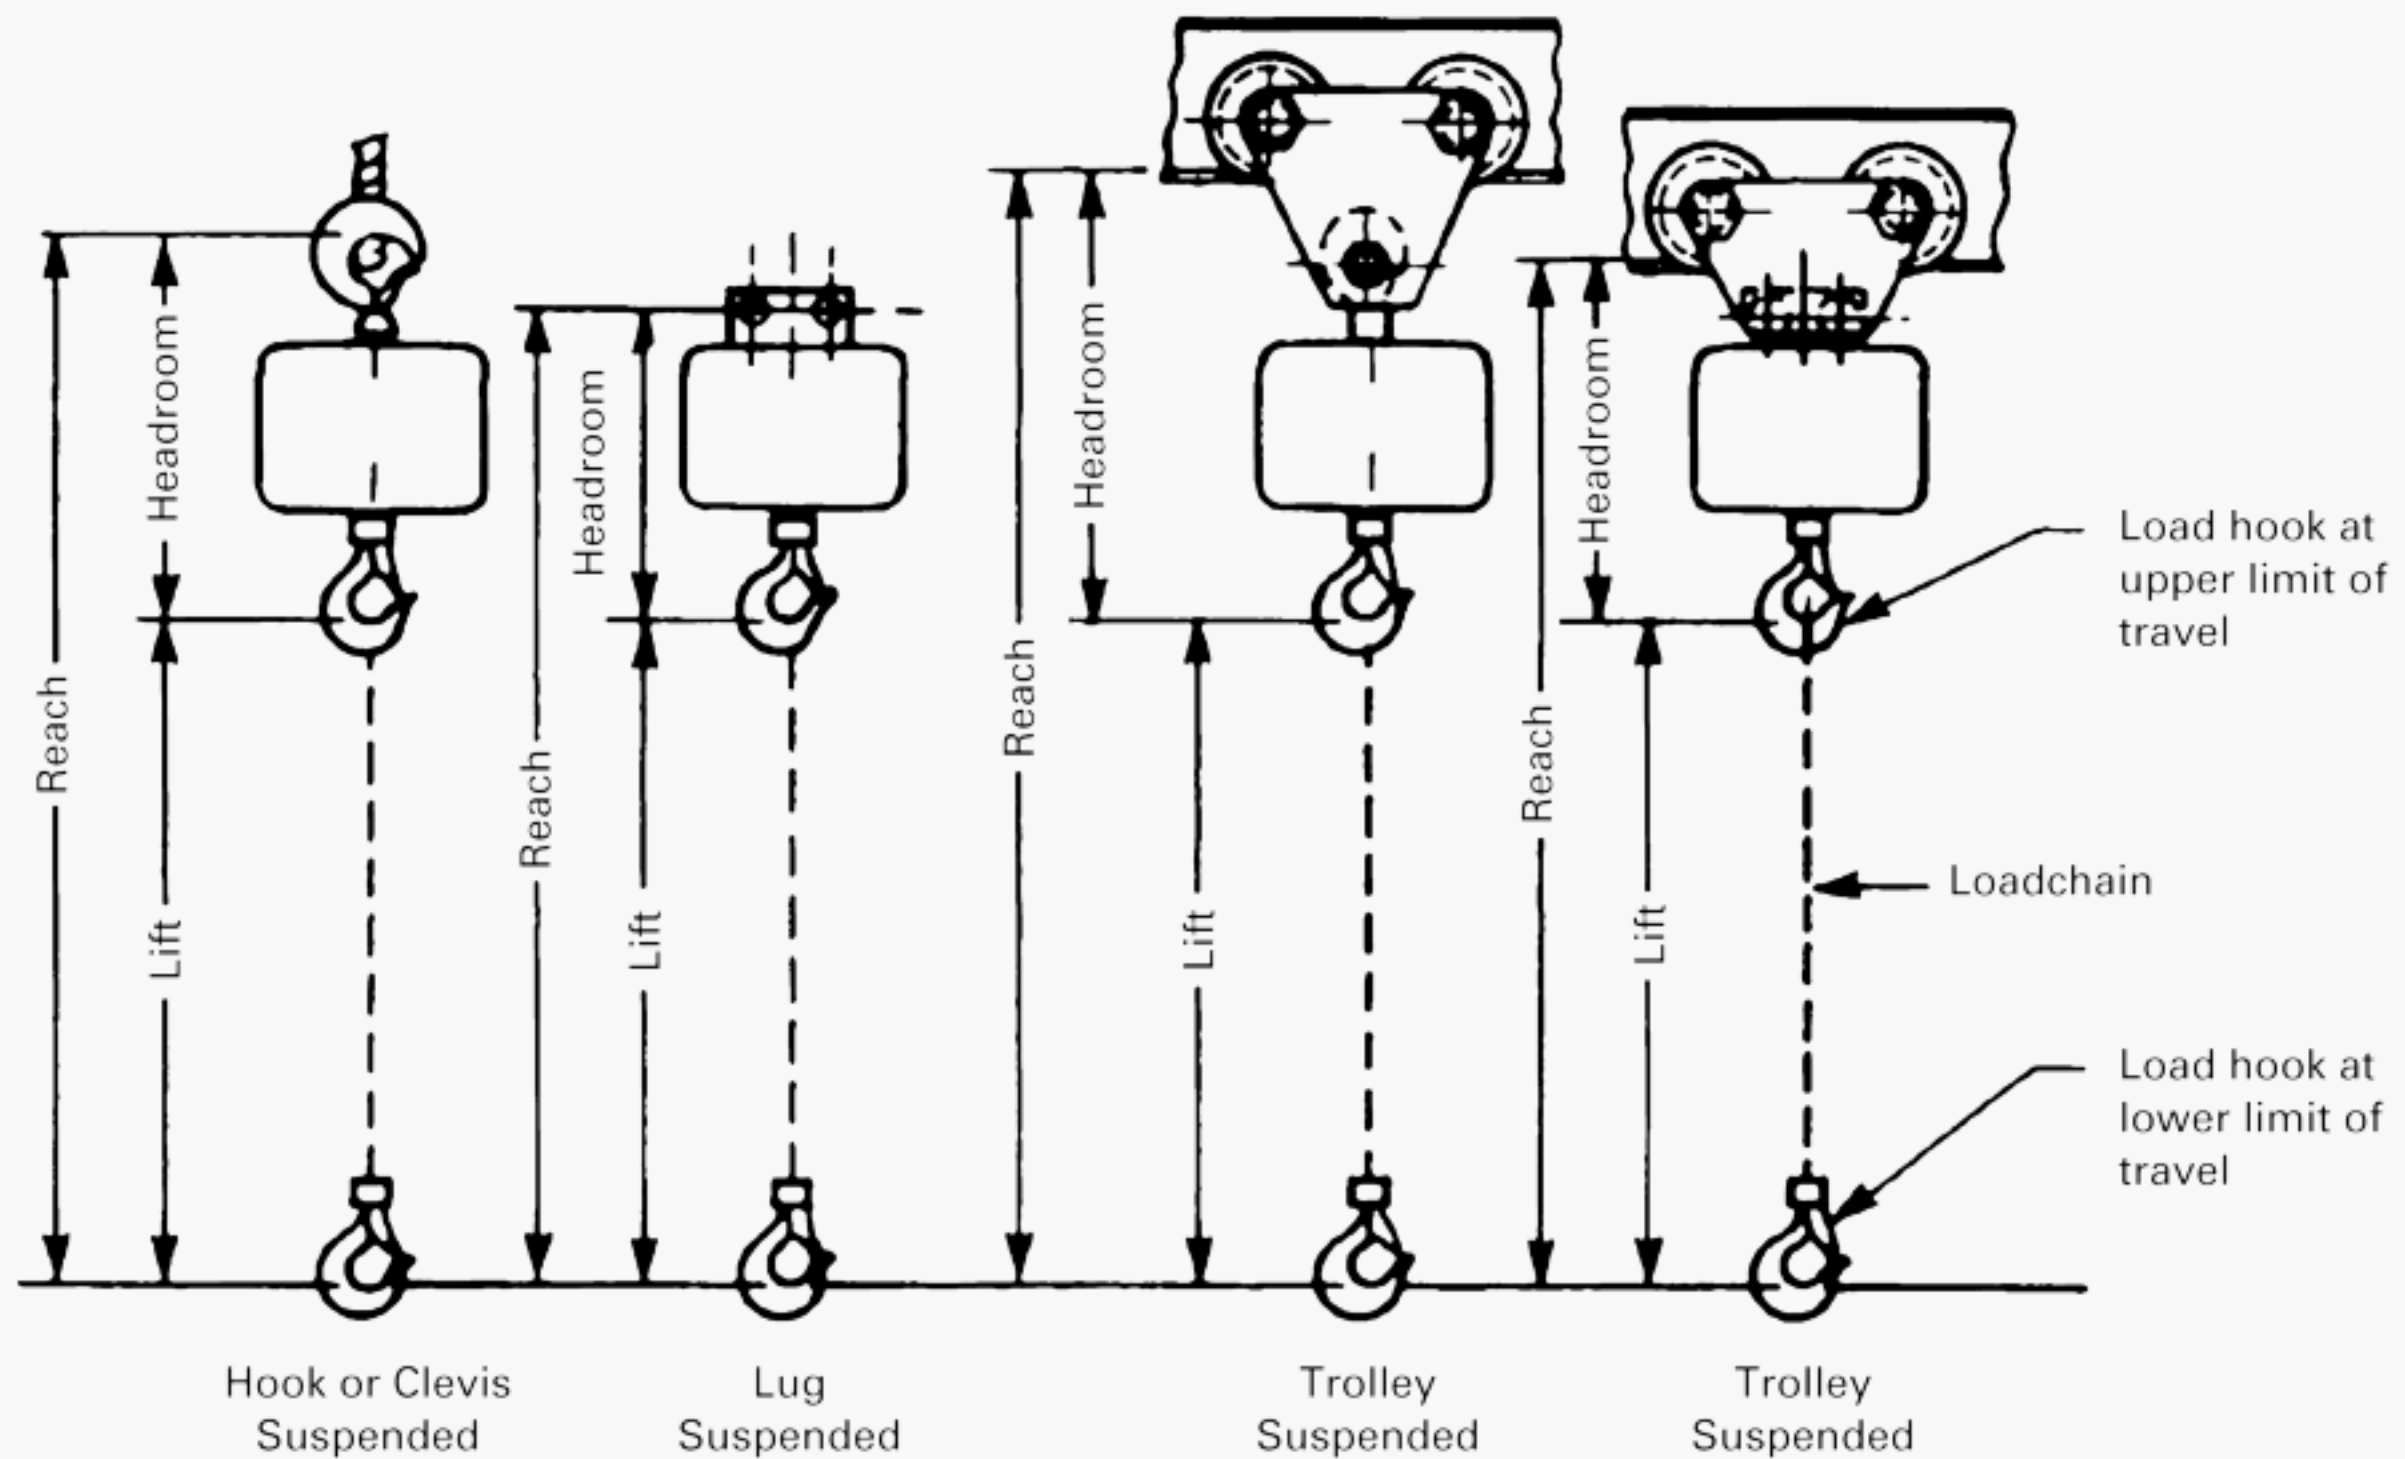 Headroom
Reach
Lift
Headroom
Reach
Lift
Headroom
Reach
Lift
Headroom
Reach
Lift
Load hook at
upper limit of
travel
Loadchain
Load hook at
lower limit of
travel
Hook or Clevis
Suspended
Lug
Suspended
Trolley
Suspended
Trolley
Suspended